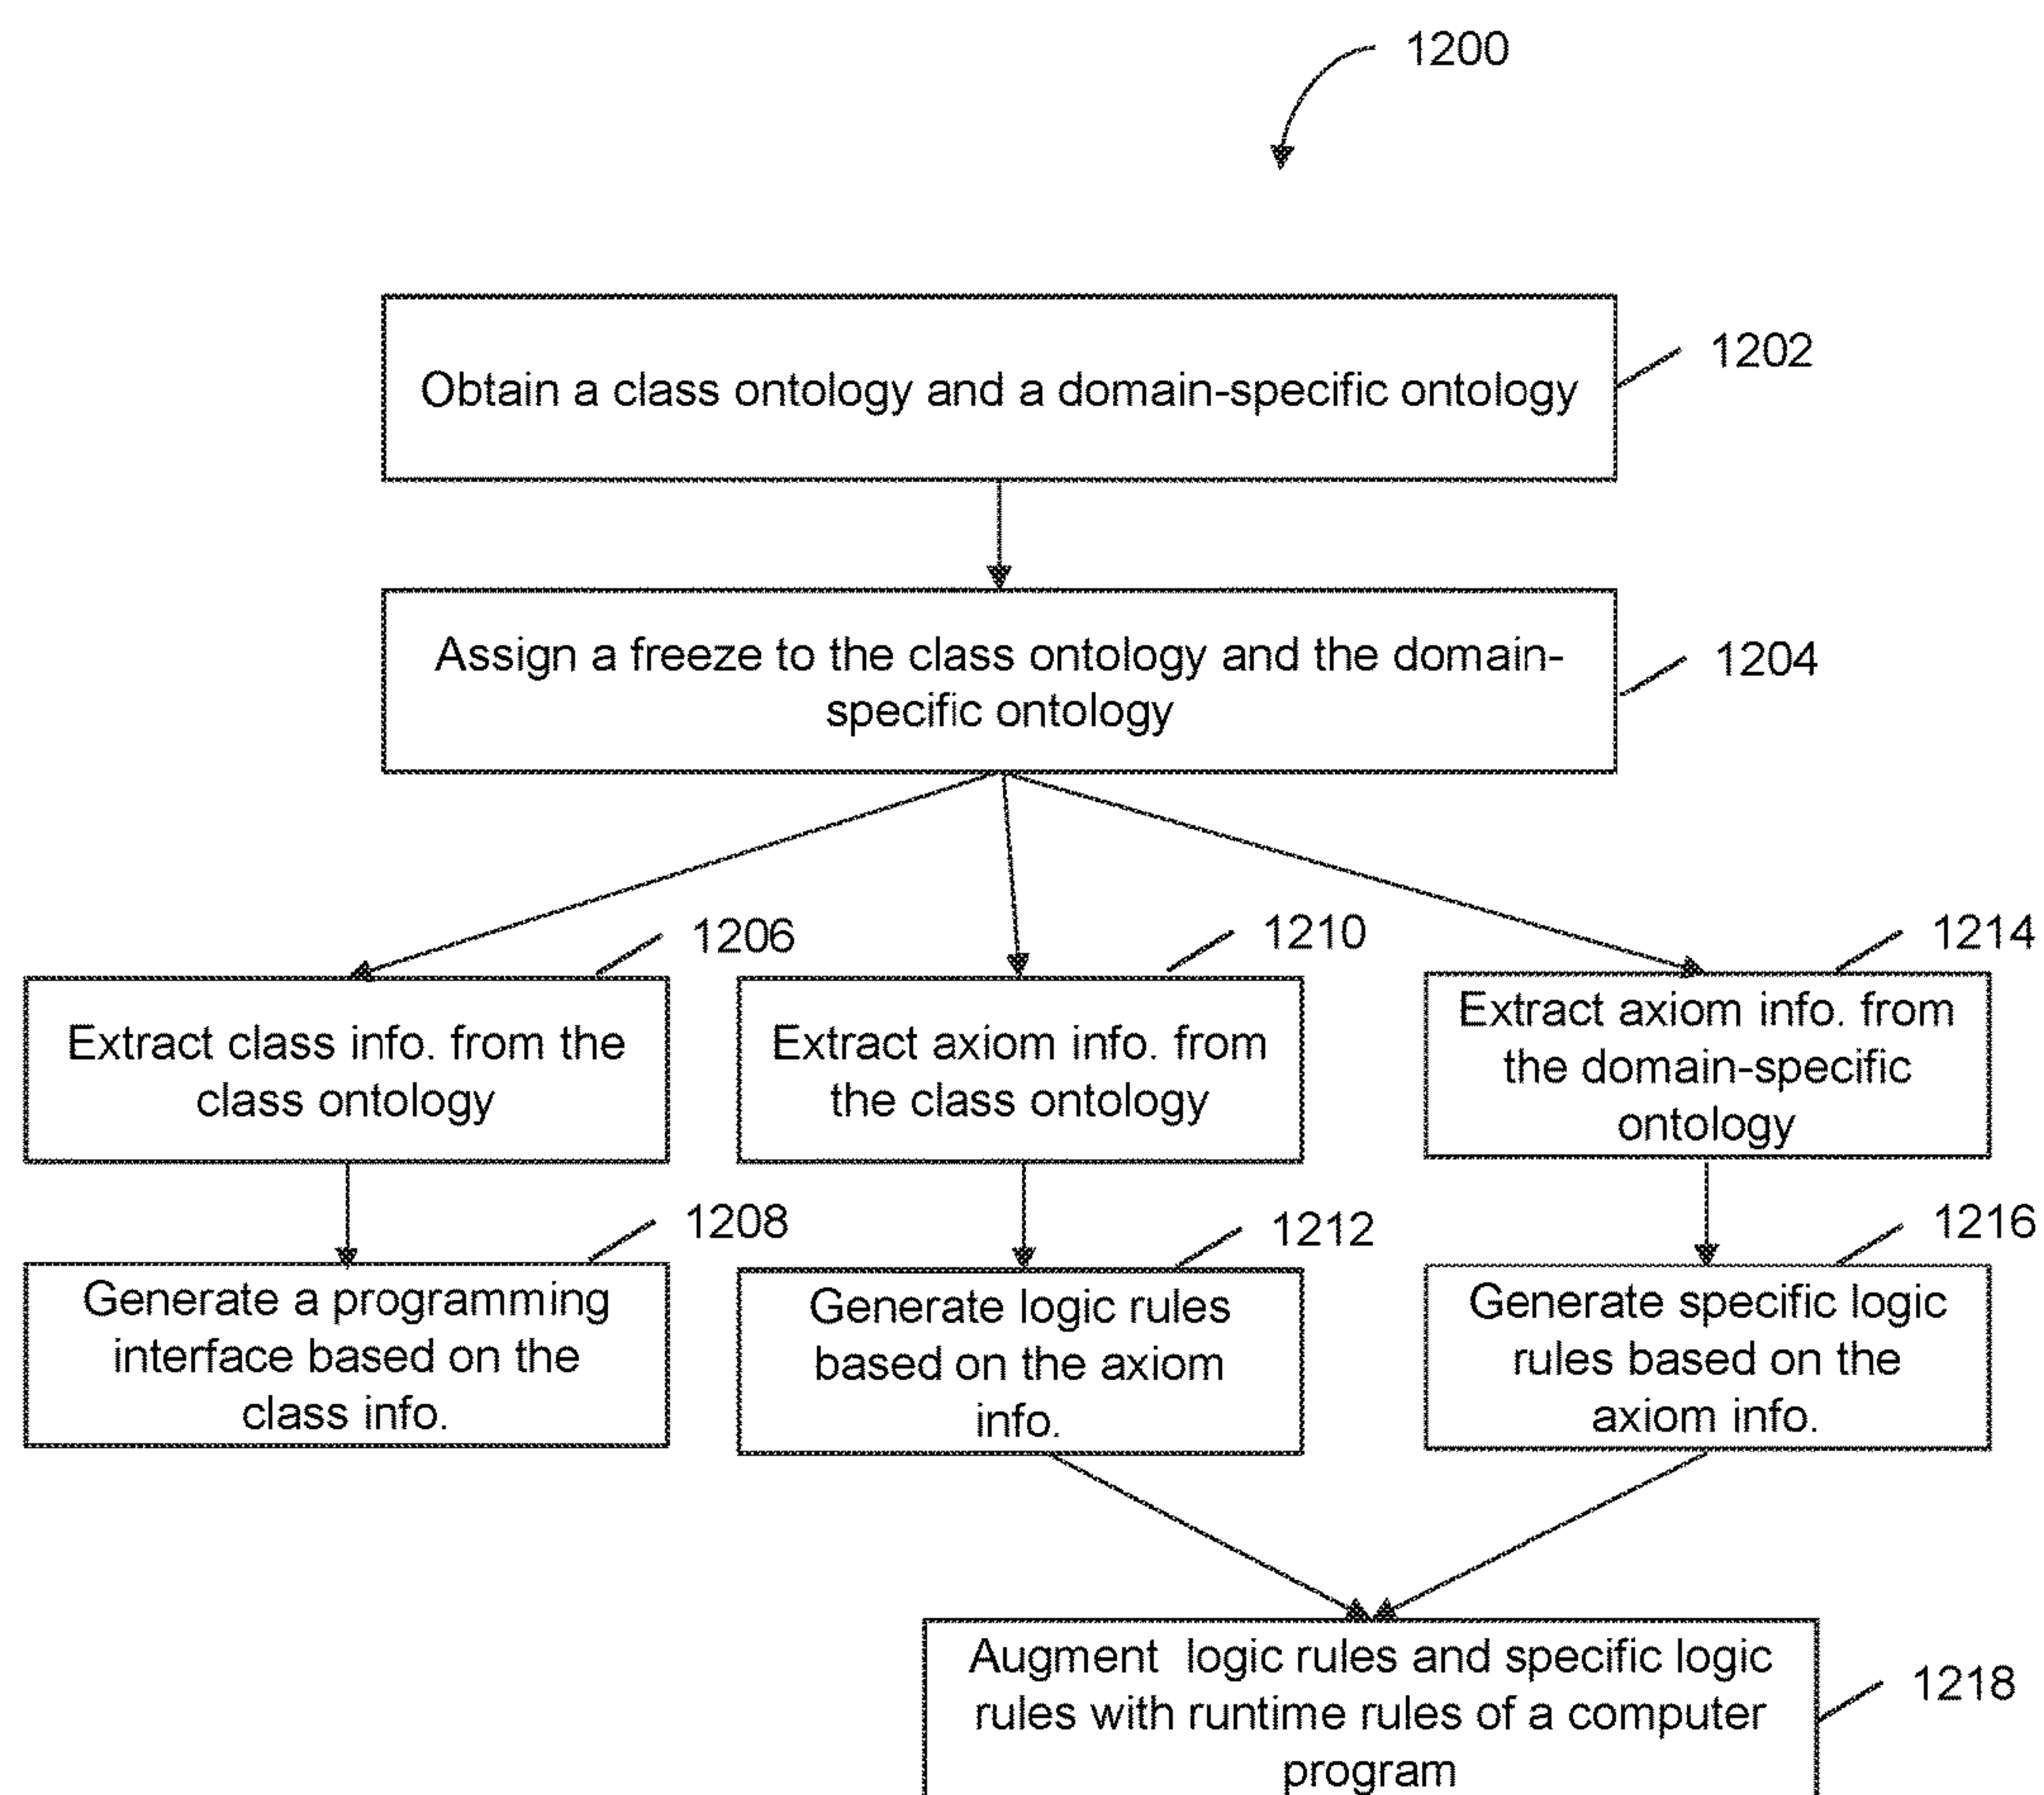 1200
Obtain a class ontology and a domain-specific ontology
1202
Assign a freeze to the class ontology and the domain-
specific ontology
1204
1206
Extract class info. from the
class ontology
1210
Extract axiom info. from
the class ontology
1214
Extract axiom info. from
the domain-specific
ontology
1208
Generate a programming
interface based on the
class info.
1212
Generate logic rules
based on the axiom
info.
1216
Generate specific logic
rules based on the
axiom info.
Augment logic rules and specific logic
rules with runtime rules of a computer
program
1218